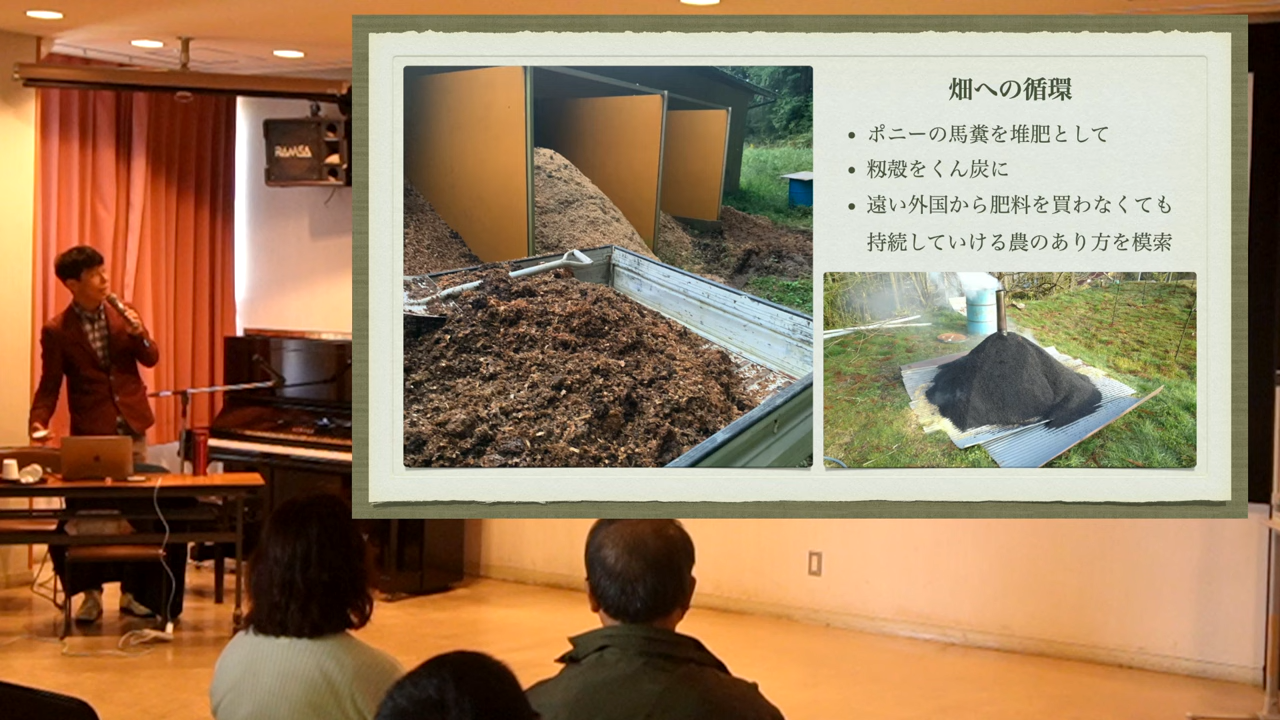 RAMSA
畑への循環
• ポニーの馬糞を堆肥として
• 籾殻をくん炭に
• 遠い外国から肥料を買わなくても
持続していける農のあり方を模索